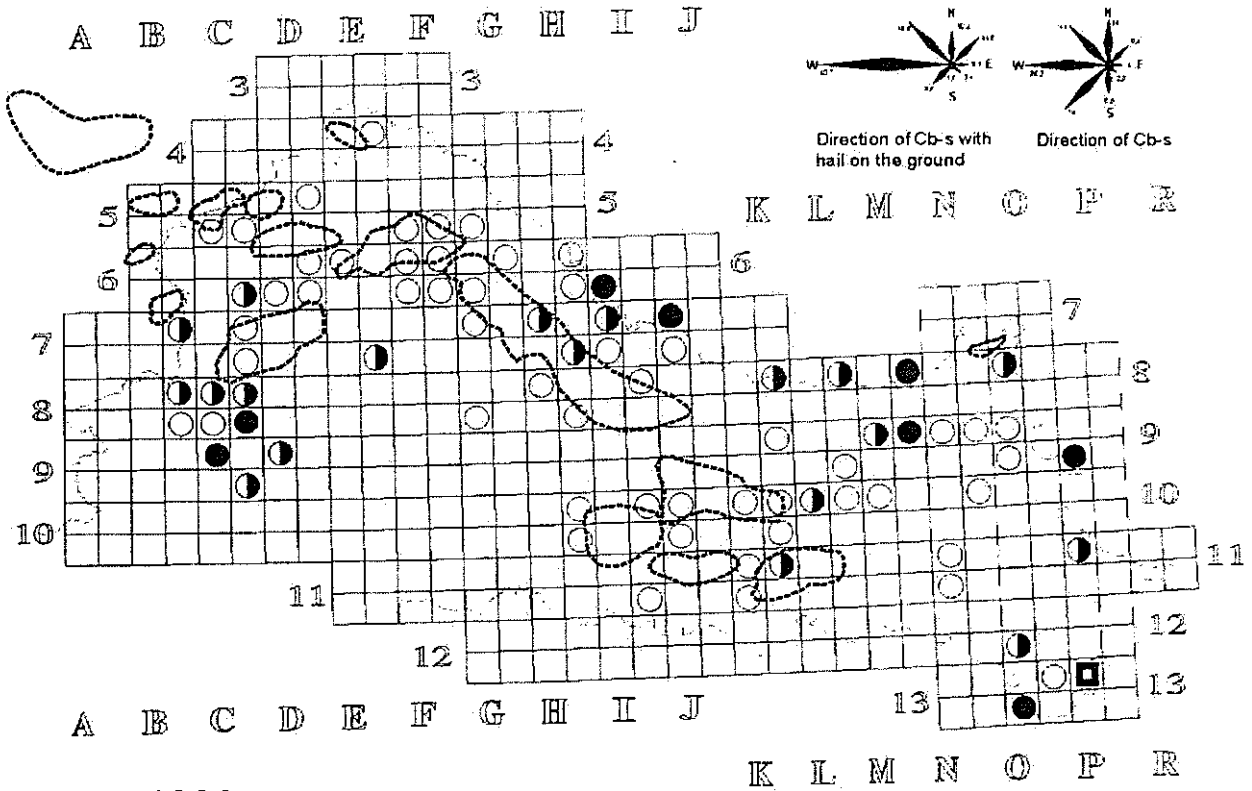 A B C D E F G H I J
3 3
4 4
5 5
6 6
7 7
8 8
9 9
10 10
11 11
12 12
13 13
N
W E
S
Direction of Cb-s with
hail on the ground
N
W E
S
Direction of Cb-s
K L M N O P R
A B C D E F G H I J
K L M N O P R